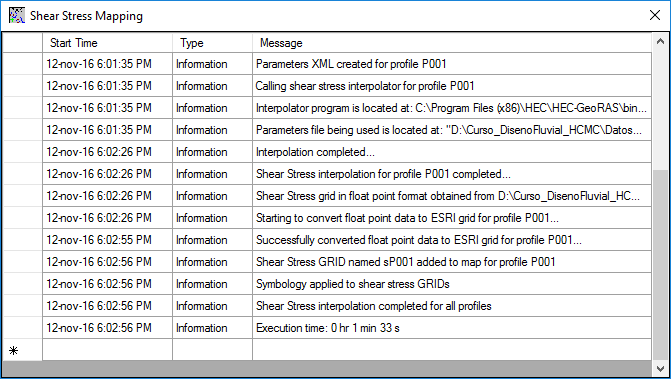 Shear Stress Mapping
Start Time Type Message
12-nov-16 6:01:35 PM Information Parameters XML created for profile P001
12-nov-16 6:01:35 PM Information Calling shear stress interpolator for profile P001
12-nov-16 6:01:35 PM Information Interpolator program is located at: C:\Program Files (x86)\HEC\HEC-GeoRAS\bin...
12-nov-16 6:01:35 PM Information Parameters file being used is located at: "D:\Curso_DisenoFluvial_HCMC\Datos...
12-nov-16 6:02:26 PM Information Interpolation completed...
12-nov-16 6:02:26 PM Information Shear Stress interpolation for profile P001 completed...
12-nov-16 6:02:26 PM Information Shear Stress grid in float point format obtained from D:\Curso_DisenoFluvial_HC...
12-nov-16 6:02:26 PM Information Starting to convert float point data to ESRI grid for profile P001...
12-nov-16 6:02:55 PM Information Successfully converted float point data to ESRI grid for profile P001...
12-nov-16 6:02:56 PM Information Shear Stress GRID named sP001 added to map for profile P001
12-nov-16 6:02:56 PM Information Symbology applied to shear stress GRIDs
12-nov-16 6:02:56 PM Information Shear Stress interpolation completed for all profiles
12-nov-16 6:02:56 PM Information Execution time: 0 hr 1 min 33 s